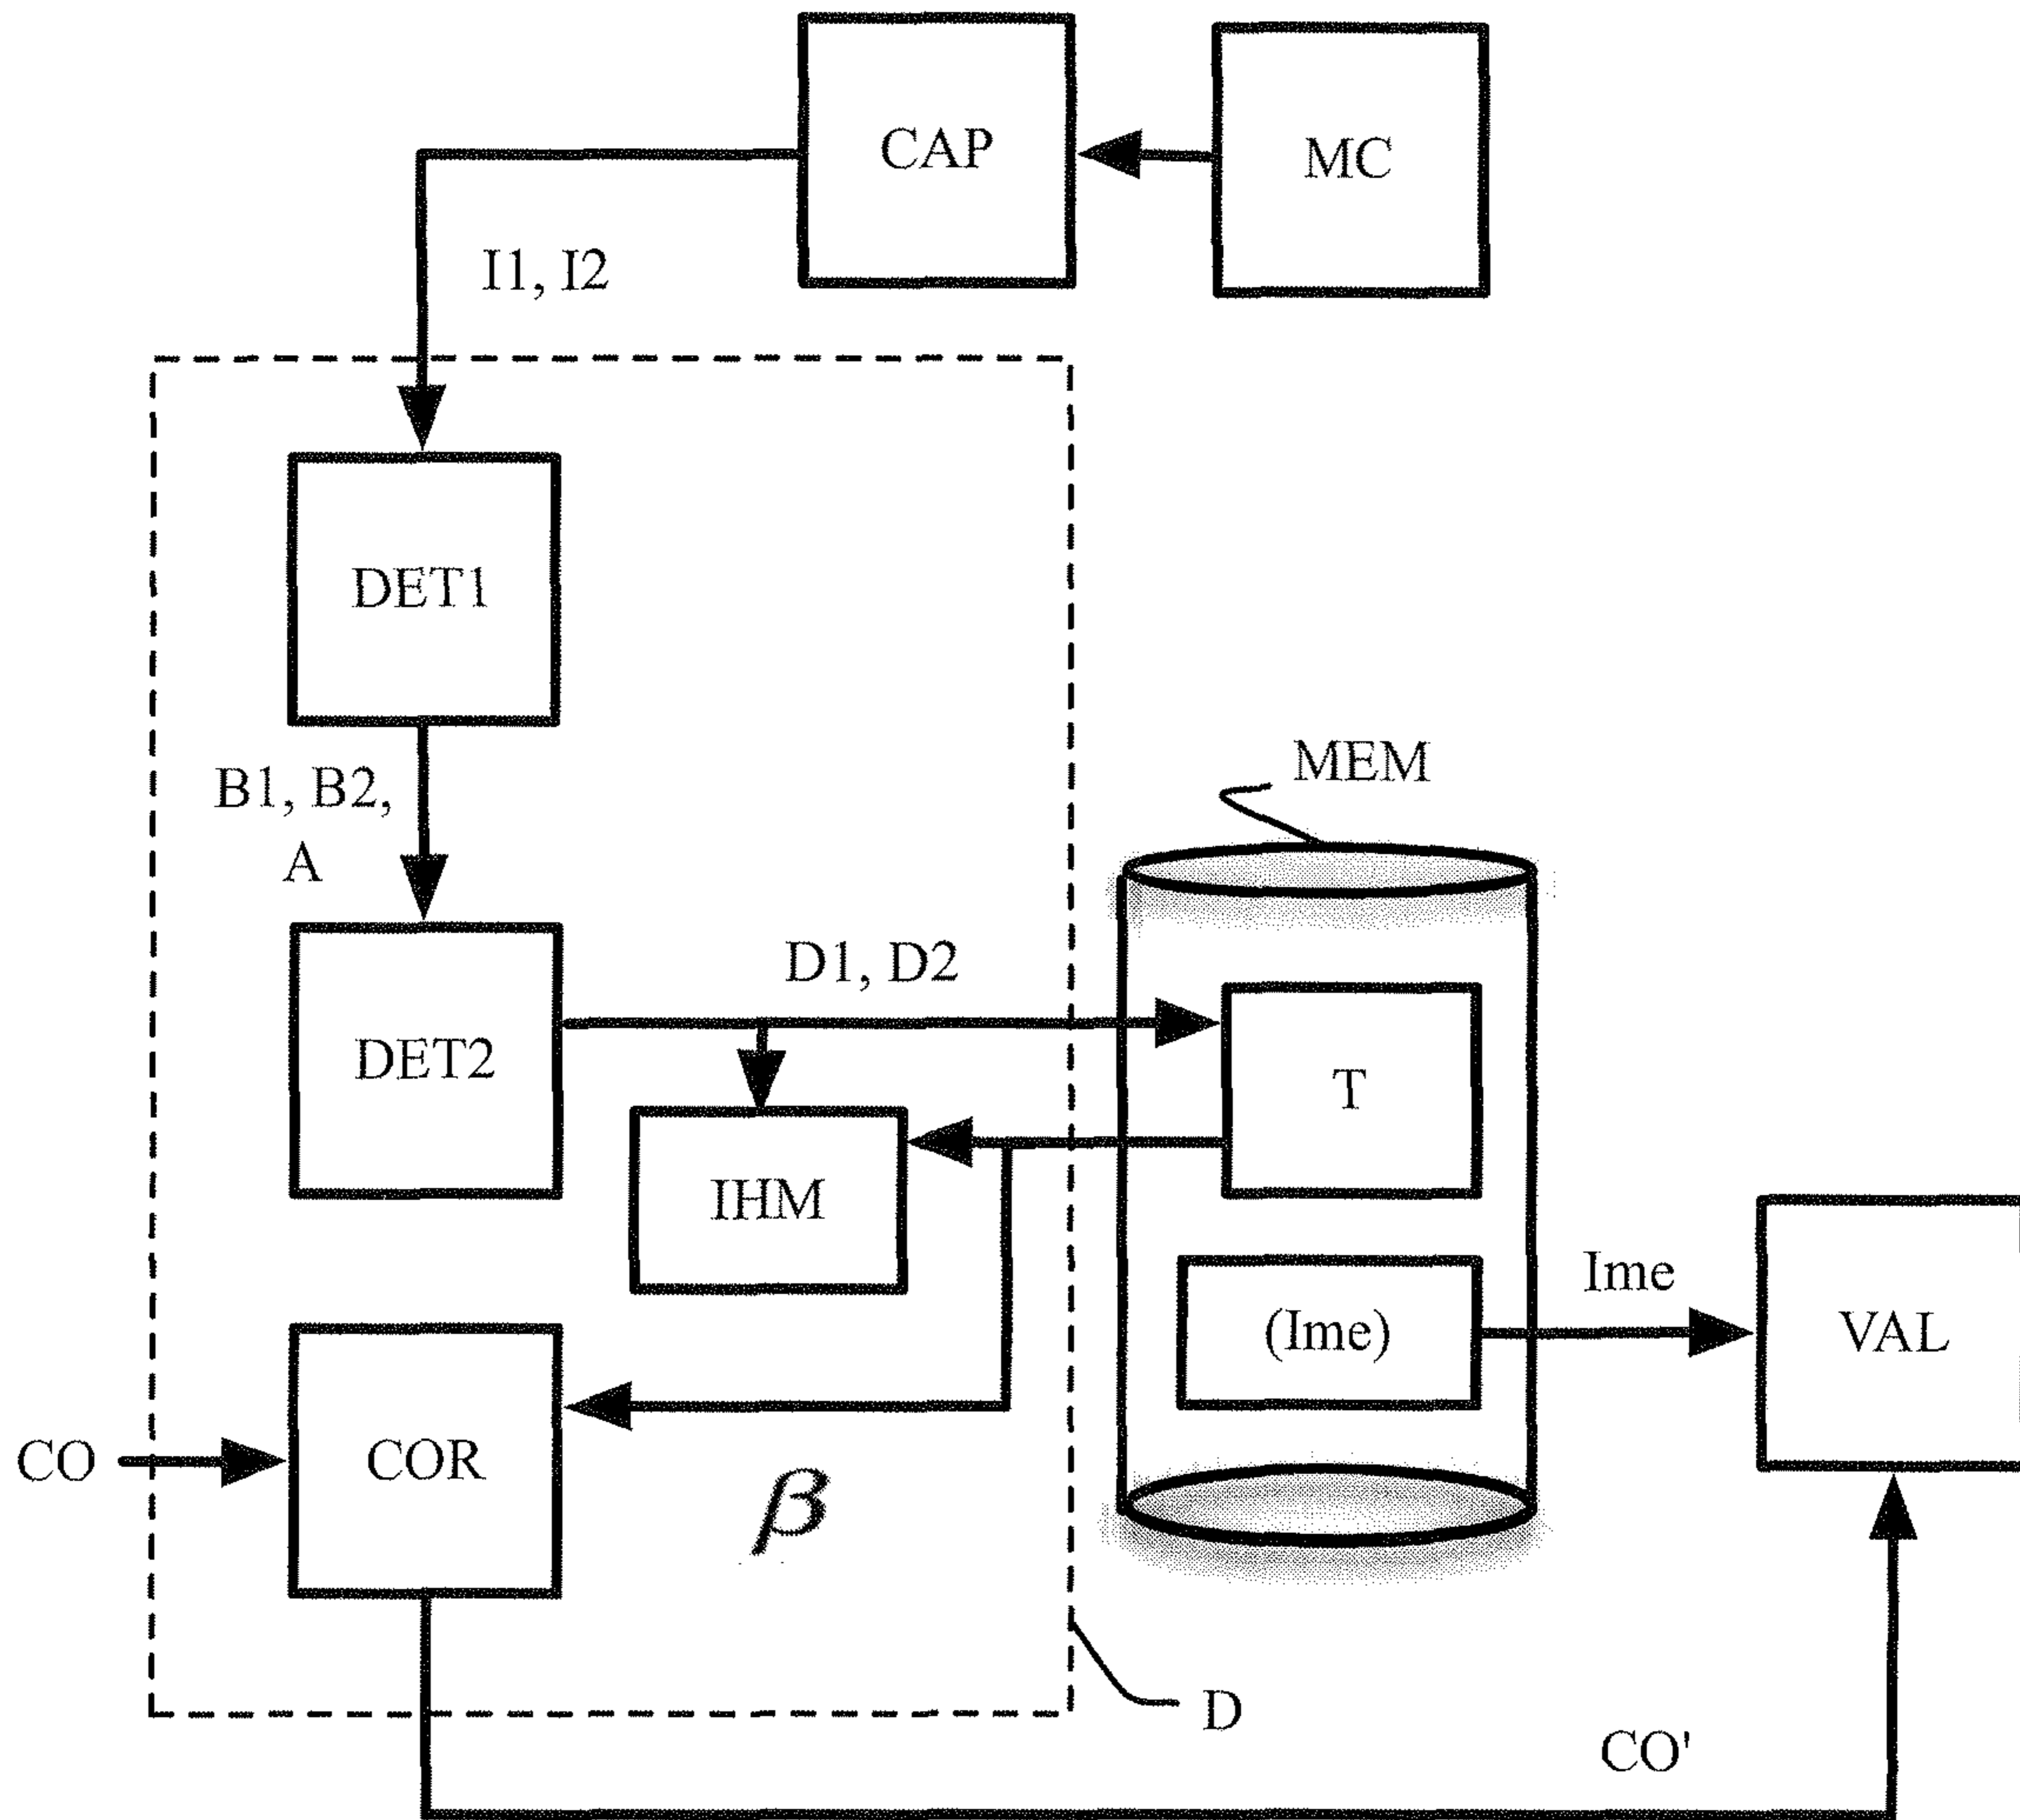 CAP
MC
I1, I2
DET1
B1, B2,
A
MEM
D1, D2
DET2
T
IHM
Ime
(Ime)
VAL
CO
COR
β
D
CO'